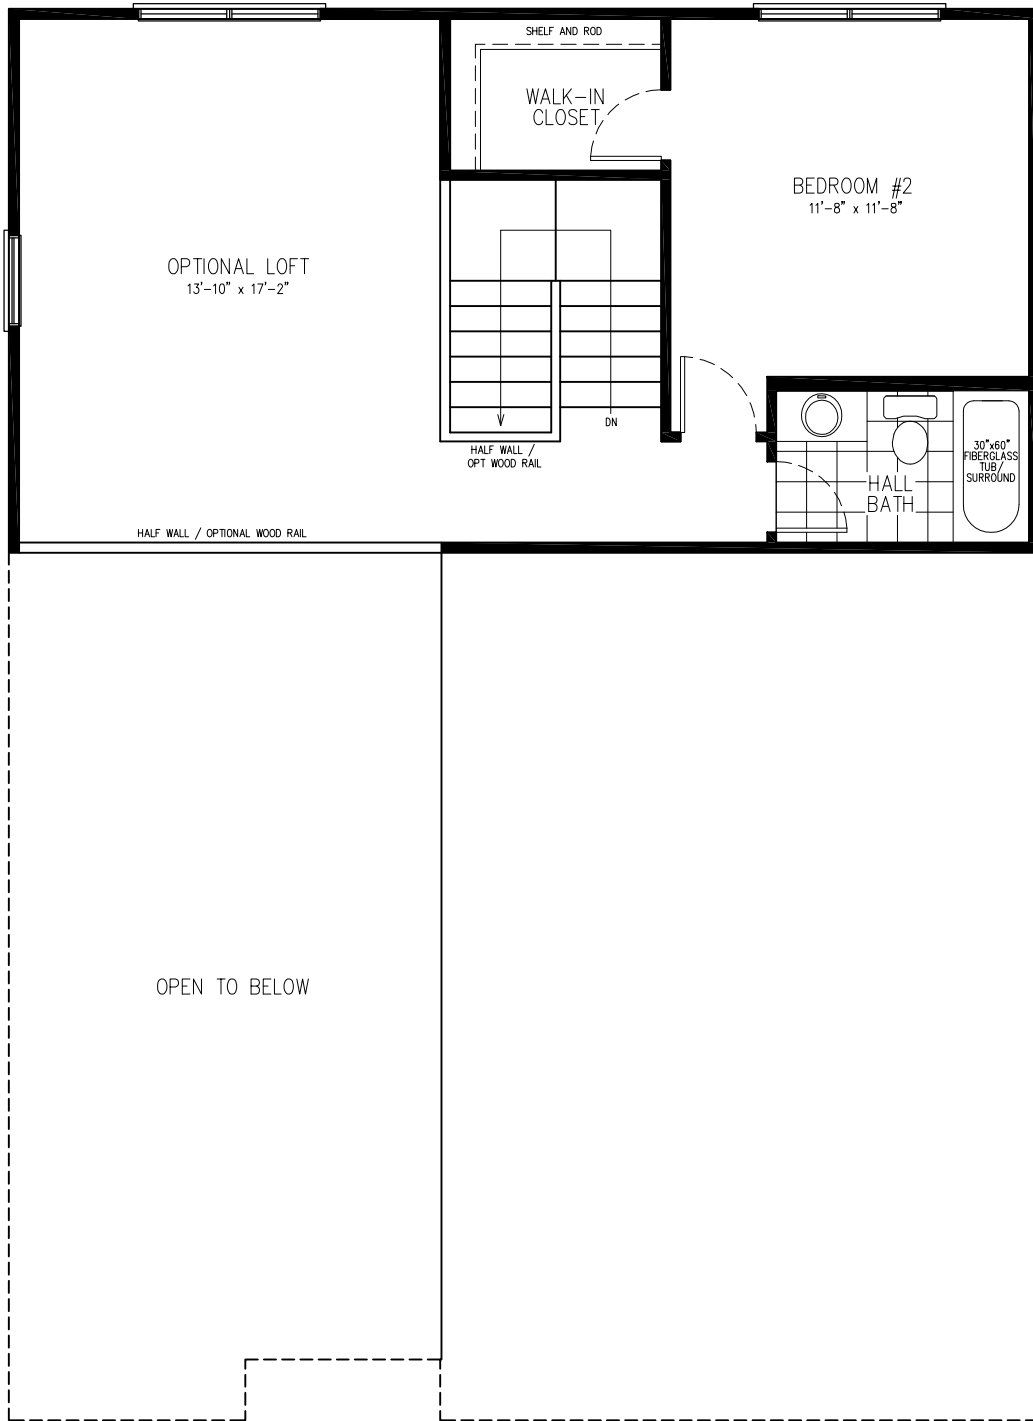 SHELF AND ROD
WALK-IN
CLOSET
BEDROOM #2
11'-8" x 11'-8"
OPTIONAL LOFT
13'-10" x 17'-2"
DN
HALF WALL /
OPT WOOD RAIL
30"x60"
FIBERGLASS
TUB/
SURROUND
HALL
BATH
HALF WALL / OPTIONAL WOOD RAIL
OPEN TO BELOW